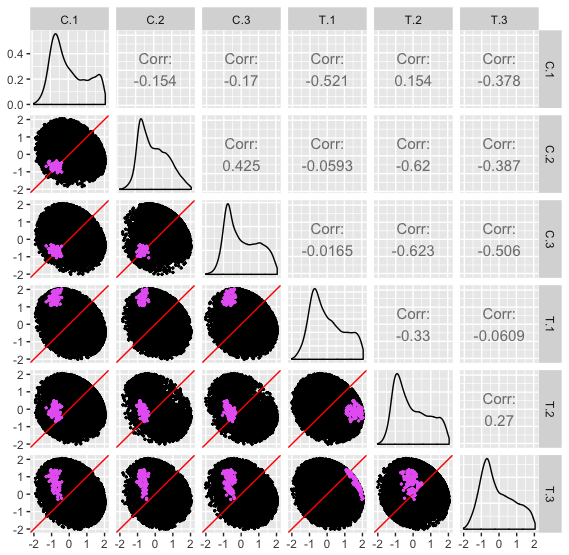 C.1 C.2 C.3 T.1 T.2 T.3
0.4
0.2
0.0
Corr:
-0.154
Corr:
-0.17
Corr:
-0.521
Corr:
0.154
Corr:
-0.378
C.1
2
1
0
-1
-2
Corr:
0.425
Corr:
-0.0593
Corr:
-0.62
Corr:
-0.387
C.2
2
1
0
-1
-2
Corr:
-0.0165
Corr:
-0.623
Corr:
-0.506
C.3
2
1
0
-1
-2
Corr:
-0.33
Corr:
-0.0609
T.1
2
1
0
-1
-2
Corr:
0.27
T.2
2
1
0
-1
-2
T.3
-2 -1 0 1 2 -2 -1 0 1 2 -2 -1 0 1 2 -2 -1 0 1 2 -2 -1 0 1 2 -2 -1 0 1 2